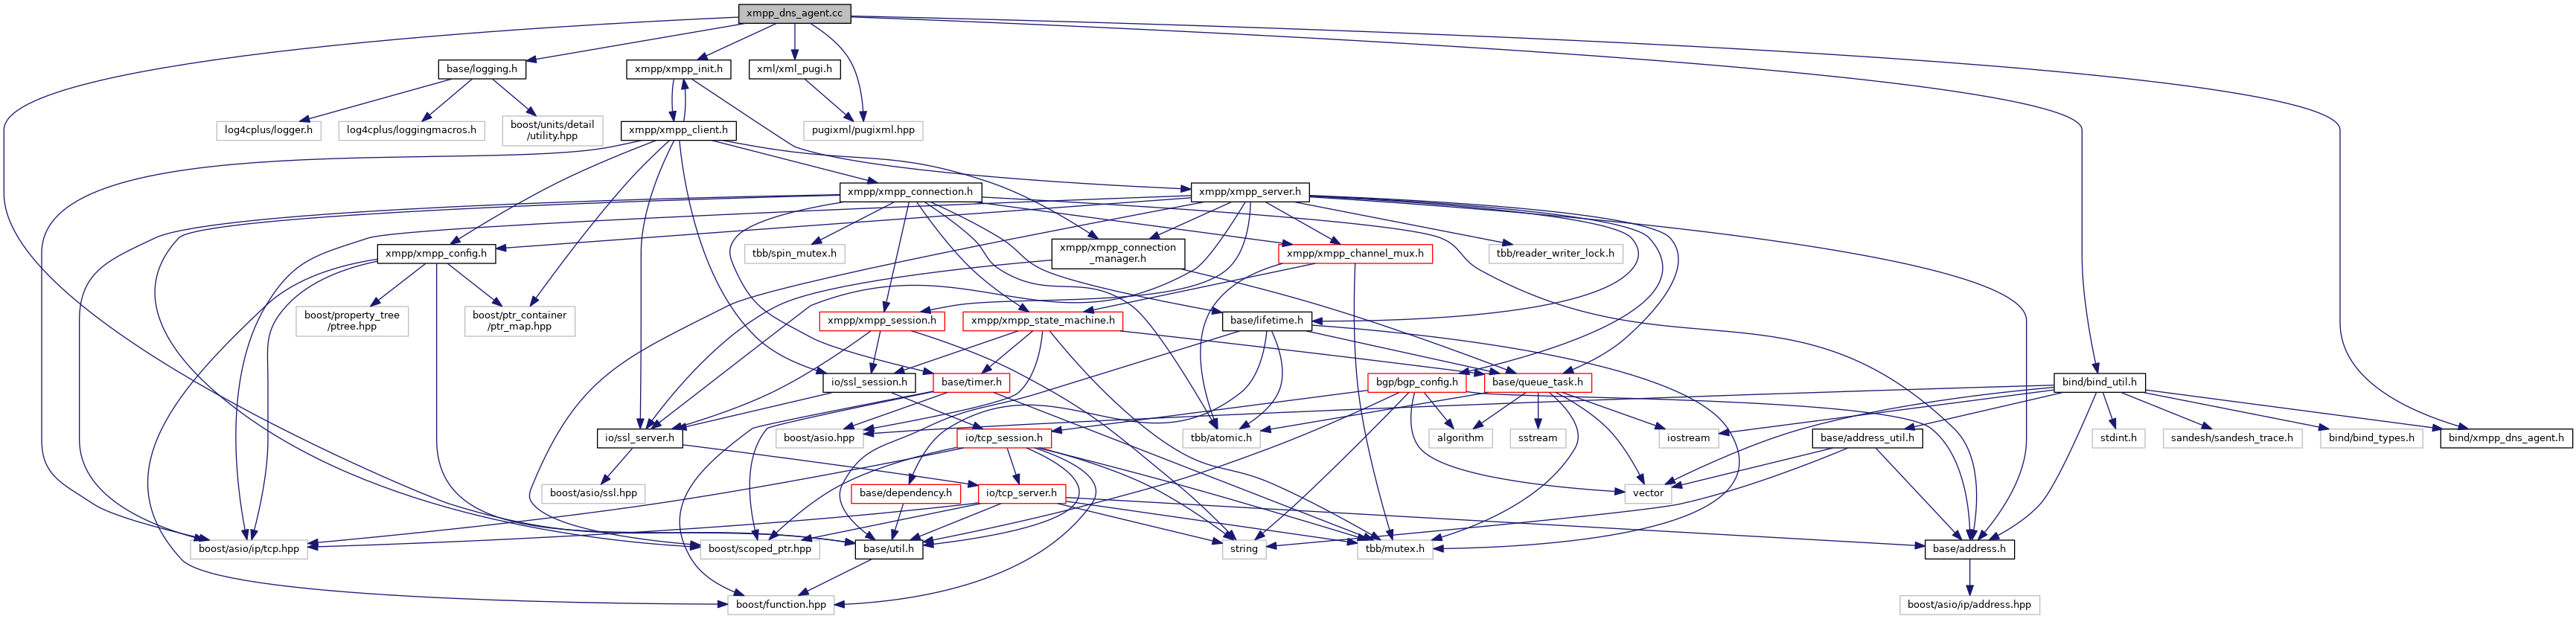 xmpp_dns_agent.cc
base/logging.h
xmpp/xmpp_init.h
xml/xml_pugi.h
log4cplus/logger.h
log4cplus/loggingmacros.h
boost/units/detail
/utility.hpp
xmpp/xmpp_client.h
pugixml/pugixml.hpp
xmpp/xmpp_connection.h
xmpp/xmpp_server.h
xmpp/xmpp_config.h
tbb/spin_mutex.h
xmpp/xmpp_connection
_manager.h
xmpp/xmpp_channel_mux.h
tbb/reader_writer_lock.h
boost/property_tree
/ptree.hpp
boost/ptr_container
/ptr_map.hpp
xmpp/xmpp_session.h
xmpp/xmpp_state_machine.h
base/lifetime.h
io/ssl_session.h
base/timer.h
bgp/bgp_config.h
base/queue_task.h
bind/bind_util.h
io/ssl_server.h
boost/asio.hpp
io/tcp_session.h
tbb/atomic.h
algorithm
sstream
iostream
base/address_util.h
stdint.h
sandesh/sandesh_trace.h
bind/bind_types.h
bind/xmpp_dns_agent.h
boost/asio/ssl.hpp
base/dependency.h
io/tcp_server.h
vector
boost/asio/ip/tcp.hpp
boost/scoped_ptr.hpp
base/util.h
string
tbb/mutex.h
base/address.h
boost/function.hpp
boost/asio/ip/address.hpp